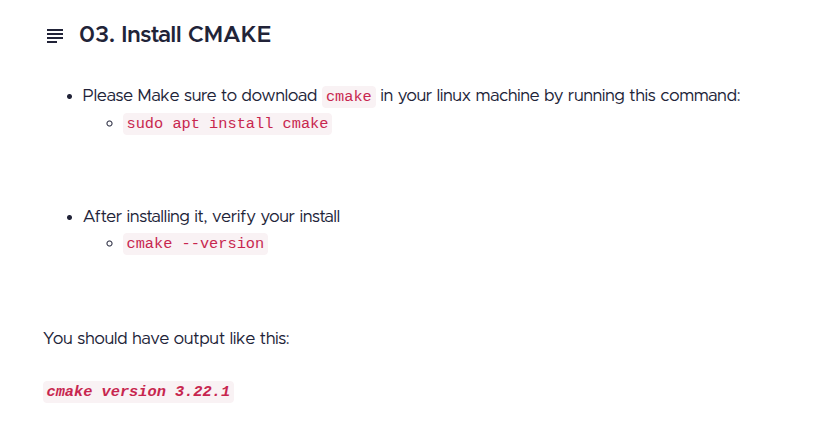 03. Install CMAKE
Please Make sure to download cmake in your linux machine by running this command:
sudo apt install cmake
After installing it, verify your install
cmake --version
You should have output like this:
cmake version 3.22.1